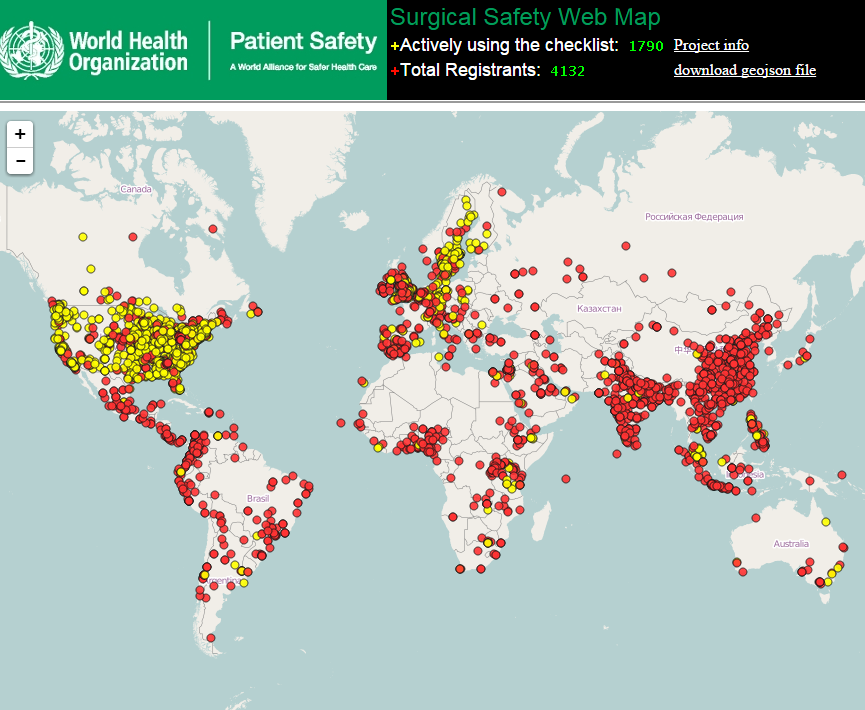 World Health
Organization
Patient Safety
A World Alliance for Safer Health Care
Surgical Safety Web Map
+Actively using the checklist: 1790 Project info
+Total Registrants: 4132 download geojson file
+
−
Canada
Российская Федерация
Казахстан
Brasil
Australia